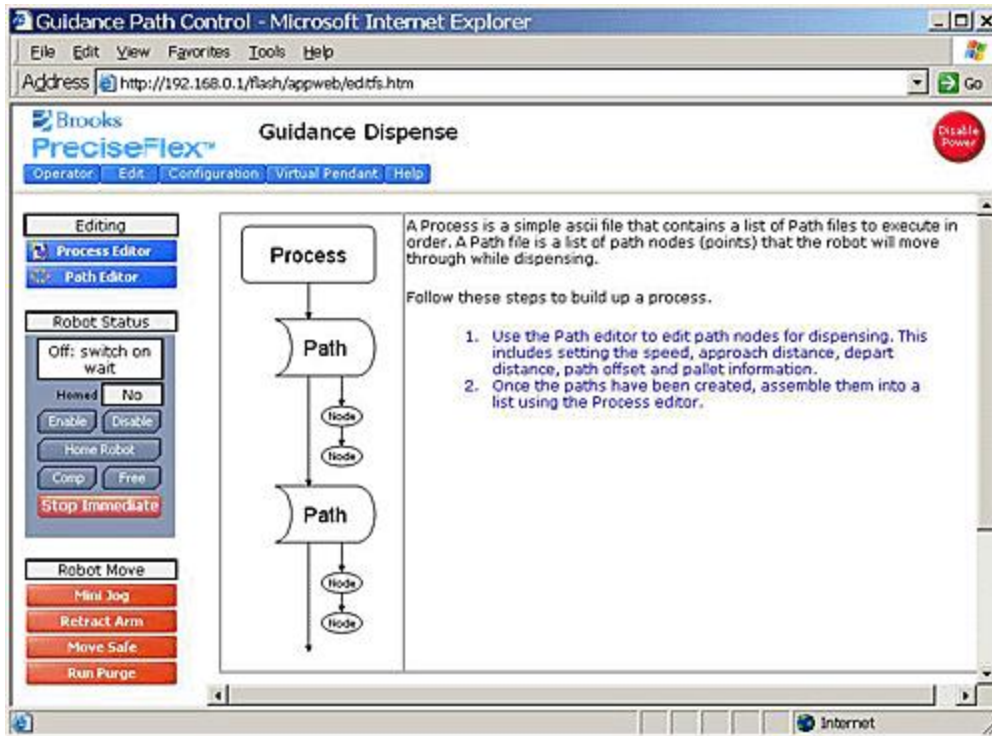 Guidance Path Control - Microsoft Internet Explorer
File Edit View Favorites Tools Help
Address http://192.168.0.1/flash/appweb/editfs.htm Go
Brooks
PreciseFlex™
Guidance Dispense
Disable
Power
Operator Edit Configuration Virtual Pendant Help
Editing
Process Editor
Path Editor
Robot Status
Off: switch on
wait
Homed No
Enable Disable
Home Robot
Comp Free
Stop Immediate
Robot Move
Mini Jog
Retract Arm
Move Safe
Run Purge
Process
Path
Node
Node
Path
Node
Node
A Process is a simple ascii file that contains a list of Path files to execute in
order. A Path file is a list of path nodes (points) that the robot will move
through while dispensing.
Follow these steps to build up a process.
1. Use the Path editor to edit path nodes for dispensing. This
includes setting the speed, approach distance, depart
distance, path offset and pallet information.
2. Once the paths have been created, assemble them into a
list using the Process editor.
Internet